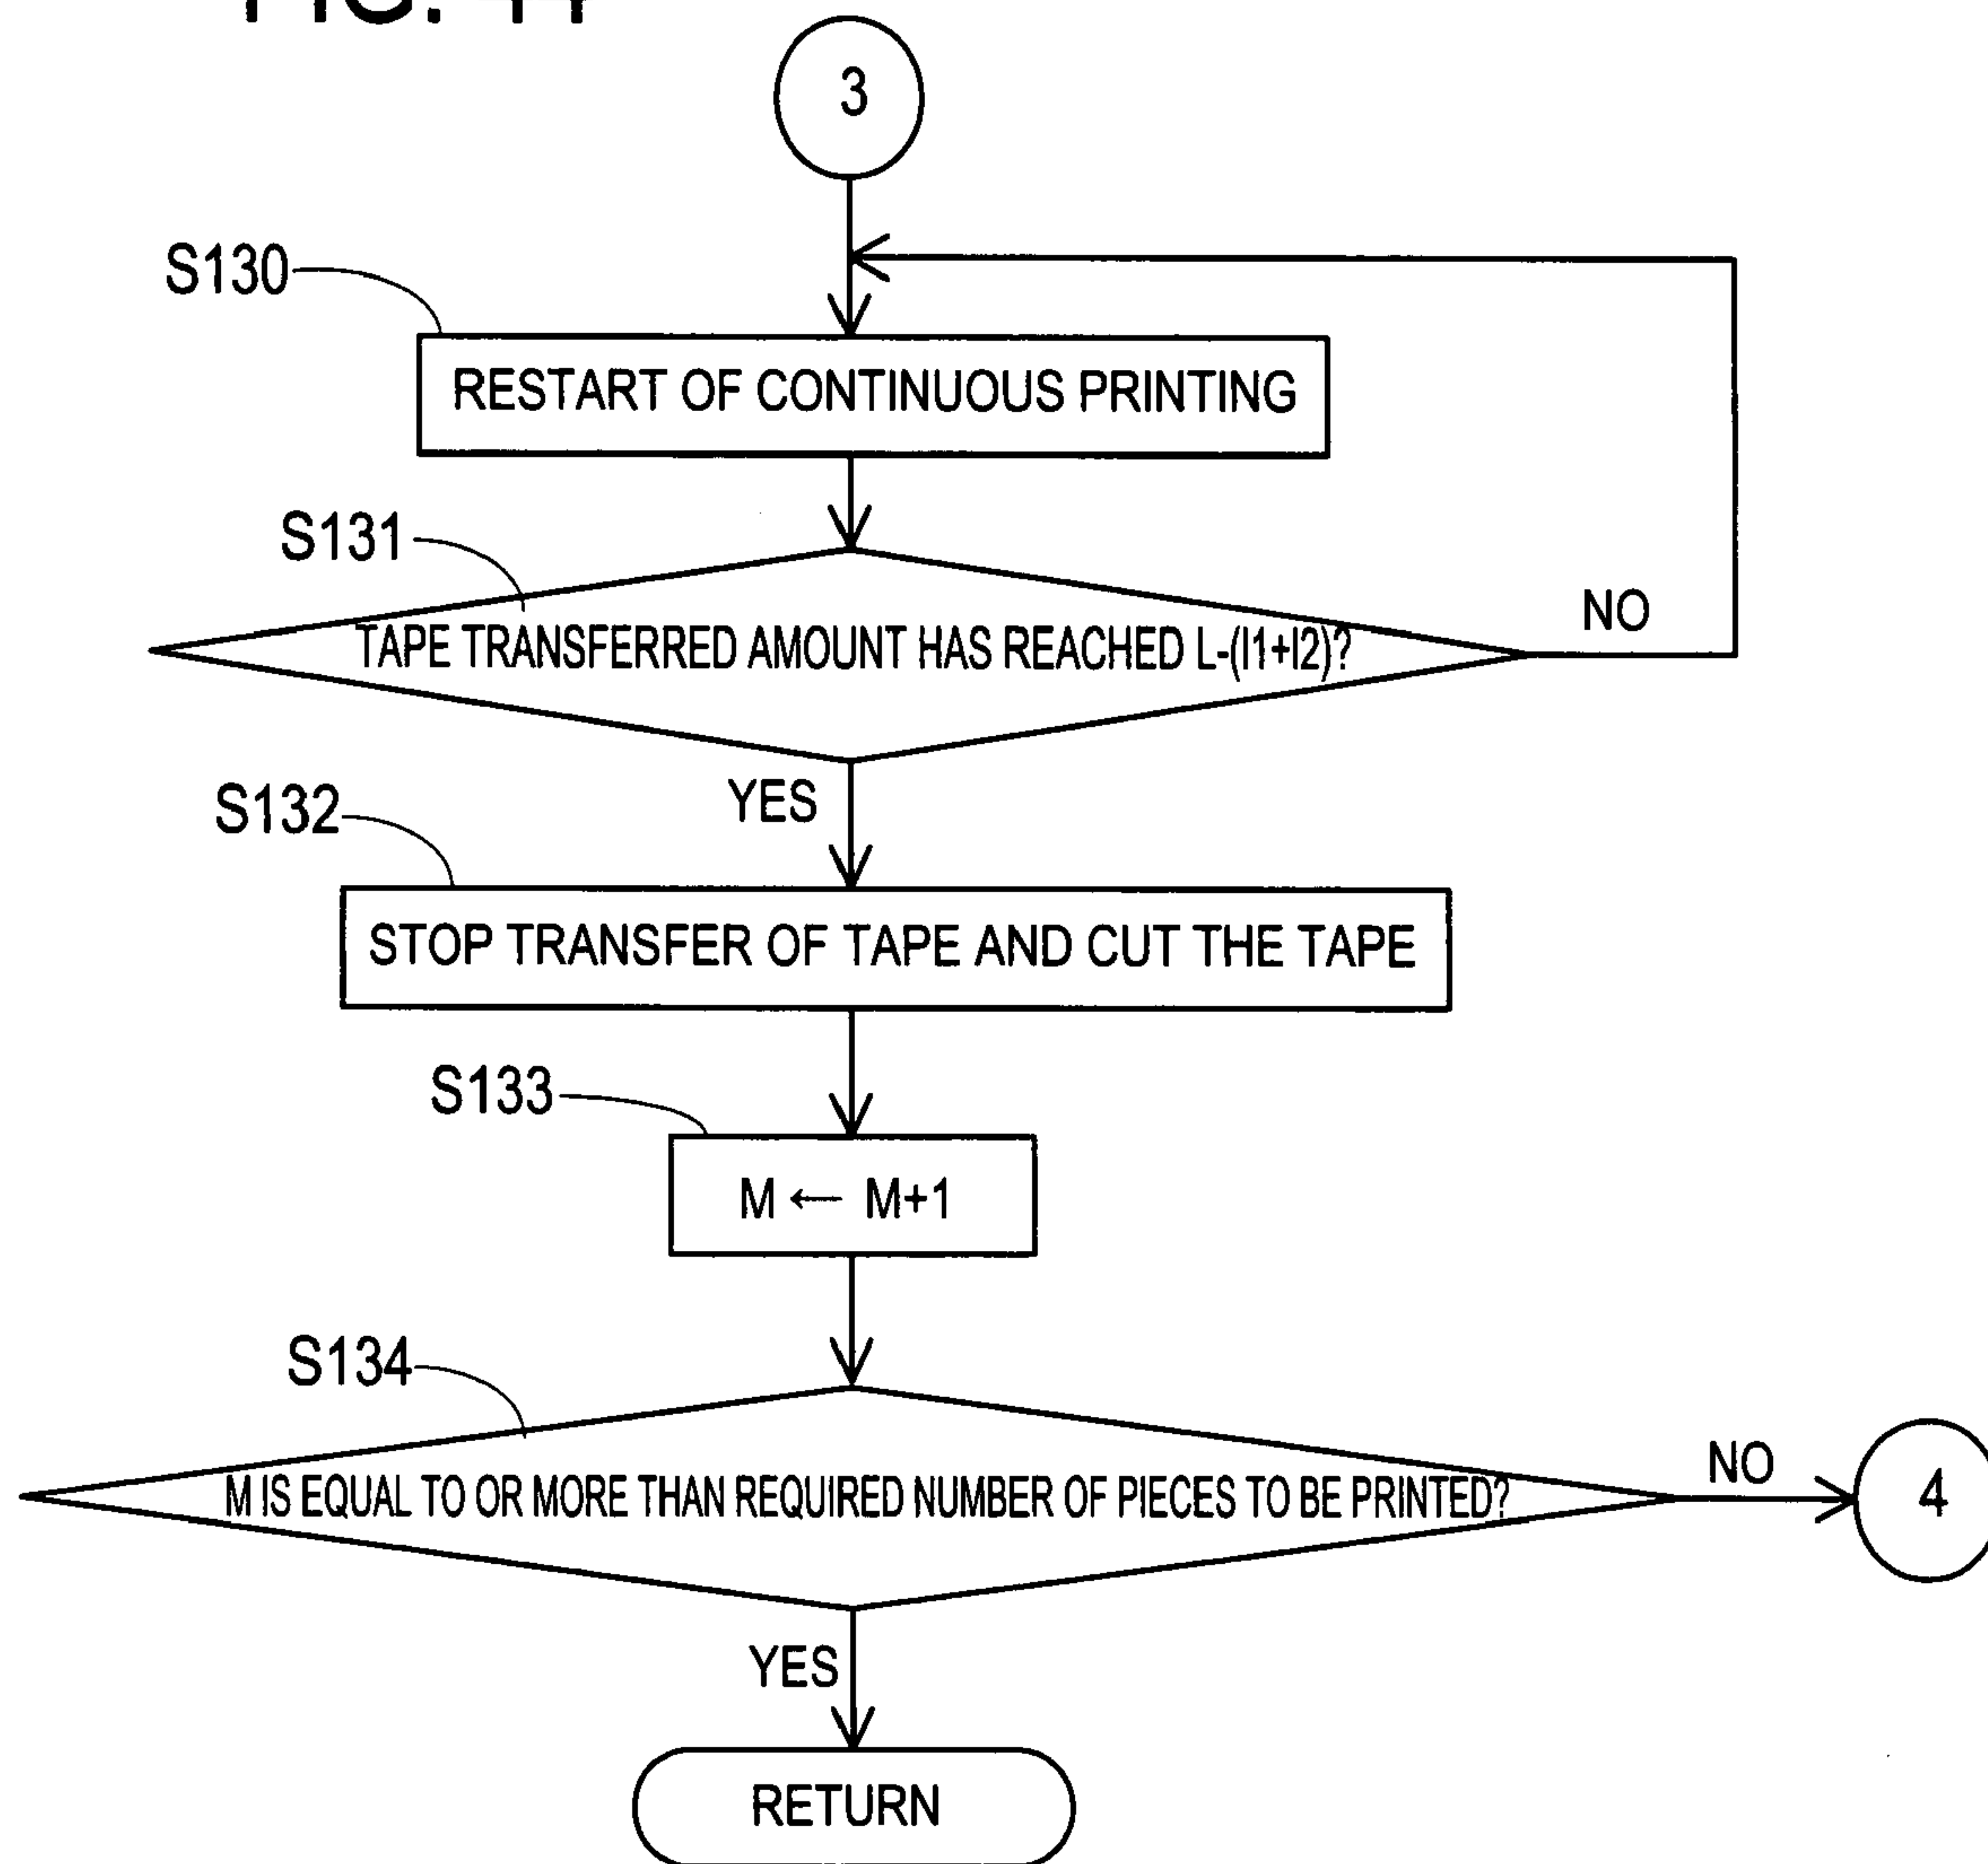 FIG. 44
3
S130
RESTART OF CONTINUOUS PRINTING
S131
TAPE TRANSFERRED AMOUNT HAS REACHED L-(l1+l2)?
NO
YES
S132
STOP TRANSFER OF TAPE AND CUT THE TAPE
S133
M ← M+1
S134
M IS EQUAL TO OR MORE THAN REQUIRED NUMBER OF PIECES TO BE PRINTED?
NO
4
YES
RETURN